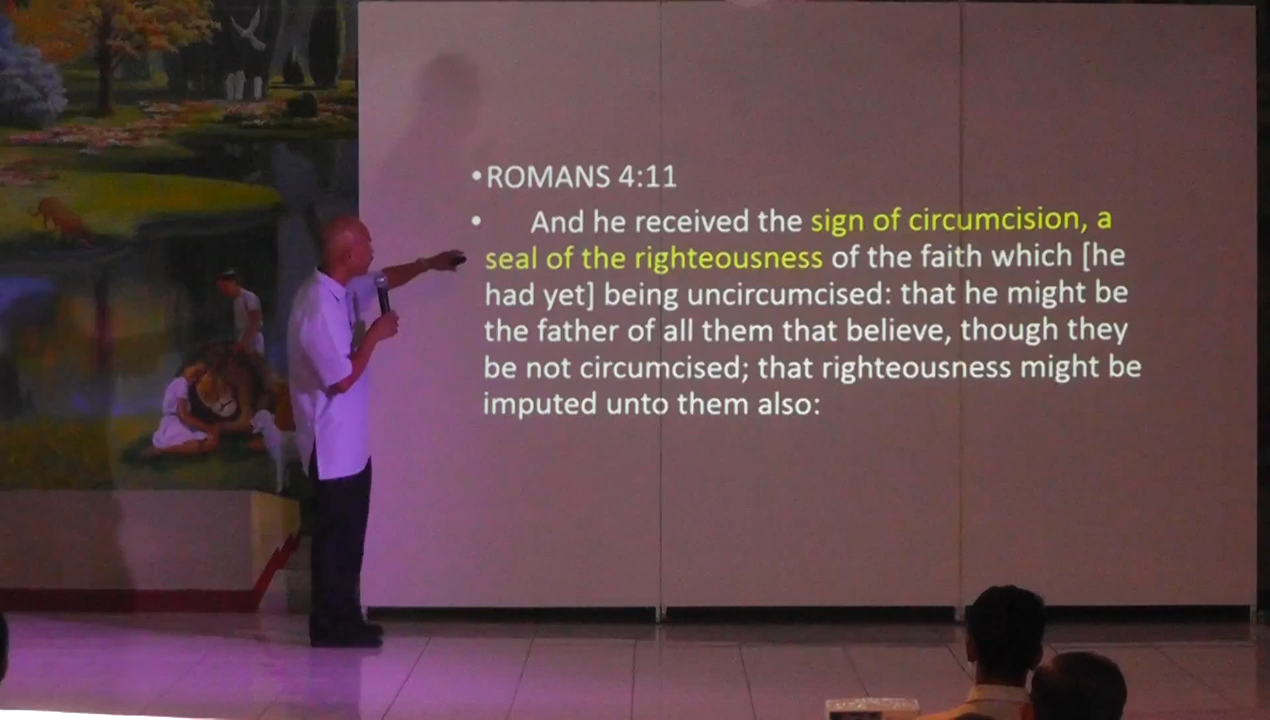 •ROMANS 4:11
• And he received the sign of circumcision, a
seal of the righteousness of the faith which [he
had yet] being uncircumcised: that he might be
the father of all them that believe, though they
be not circumcised; that righteousness might be
imputed unto them also: